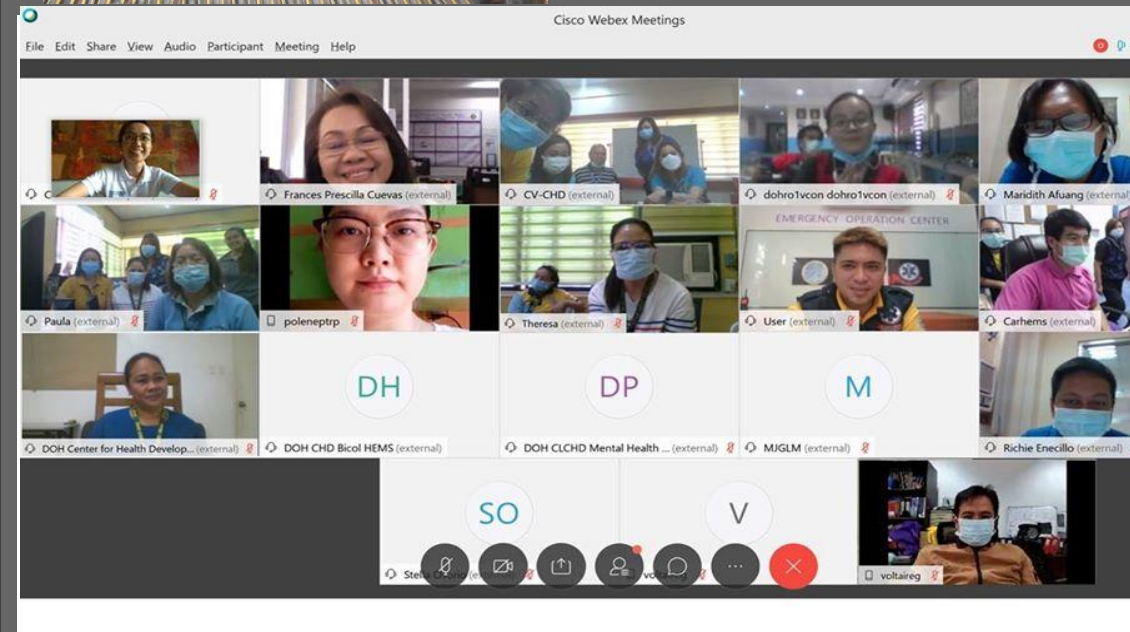 Cisco Webex Meetings
File Edit Share View Audio Participant Meeting Help
C
Frances Prescilla Cuevas (external)
CV-CHD (external)
dohro1vcon dohro1vcon (external)
Maridith Afuang (external
EMERGENCY OPERATION CENTER
Paula (external)
poleneptrp
Theresa (external)
User (external)
Carhems (external)
DH
DP
M
DOH Center for Health Develop... (external)
DOH CHD Bicol HEMS (external)
DOH CLCHD Mental Health ... (external)
MJGLM (external)
Richie Enecillo (external)
SO
V
Stella
voltaireg